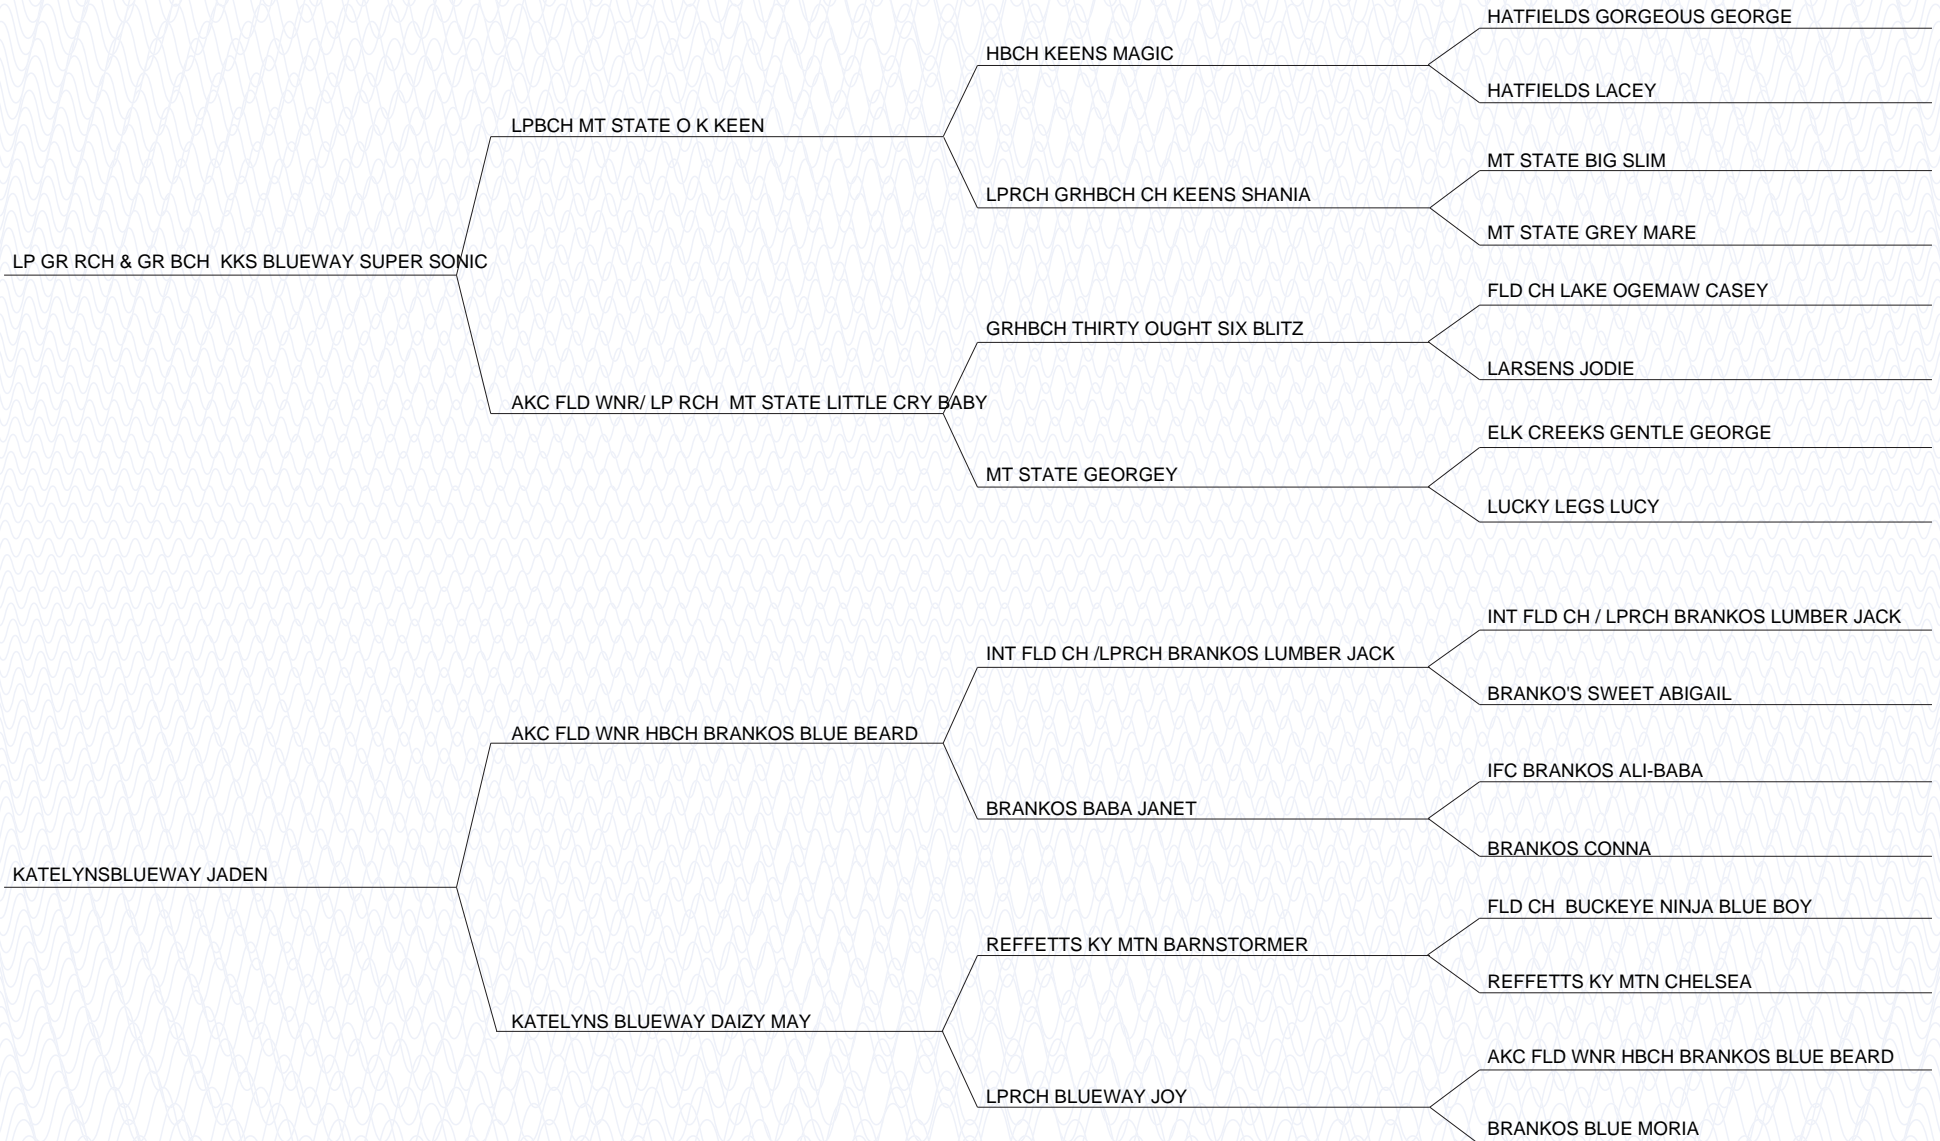 HATFIELDS GORGEOUS GEORGE
HBCH KEENS MAGIC
HATFIELDS LACEY
LPBCH MT STATE O K KEEN
MT STATE BIG SLIM
LPRCH GRHBCH CH KEENS SHANIA
MT STATE GREY MARE
LP GR RCH & GR BCH  KKS BLUEWAY SUPER SONIC
FLD CH LAKE OGEMAW CASEY
GRHBCH THIRTY OUGHT SIX BLITZ
LARSENS JODIE
AKC FLD WNR/ LP RCH  MT STATE LITTLE CRY BABY
ELK CREEKS GENTLE GEORGE
MT STATE GEORGEY
LUCKY LEGS LUCY
INT FLD CH / LPRCH BRANKOS LUMBER JACK
INT FLD CH /LPRCH BRANKOS LUMBER JACK
BRANKO'S SWEET ABIGAIL
AKC FLD WNR HBCH BRANKOS BLUE BEARD
IFC BRANKOS ALI-BABA
BRANKOS BABA JANET
BRANKOS CONNA
KATELYNSBLUEWAY JADEN
FLD CH  BUCKEYE NINJA BLUE BOY
REFFETTS KY MTN BARNSTORMER
REFFETTS KY MTN CHELSEA
KATELYNS BLUEWAY DAIZY MAY
AKC FLD WNR HBCH BRANKOS BLUE BEARD
LPRCH BLUEWAY JOY
BRANKOS BLUE MORIA